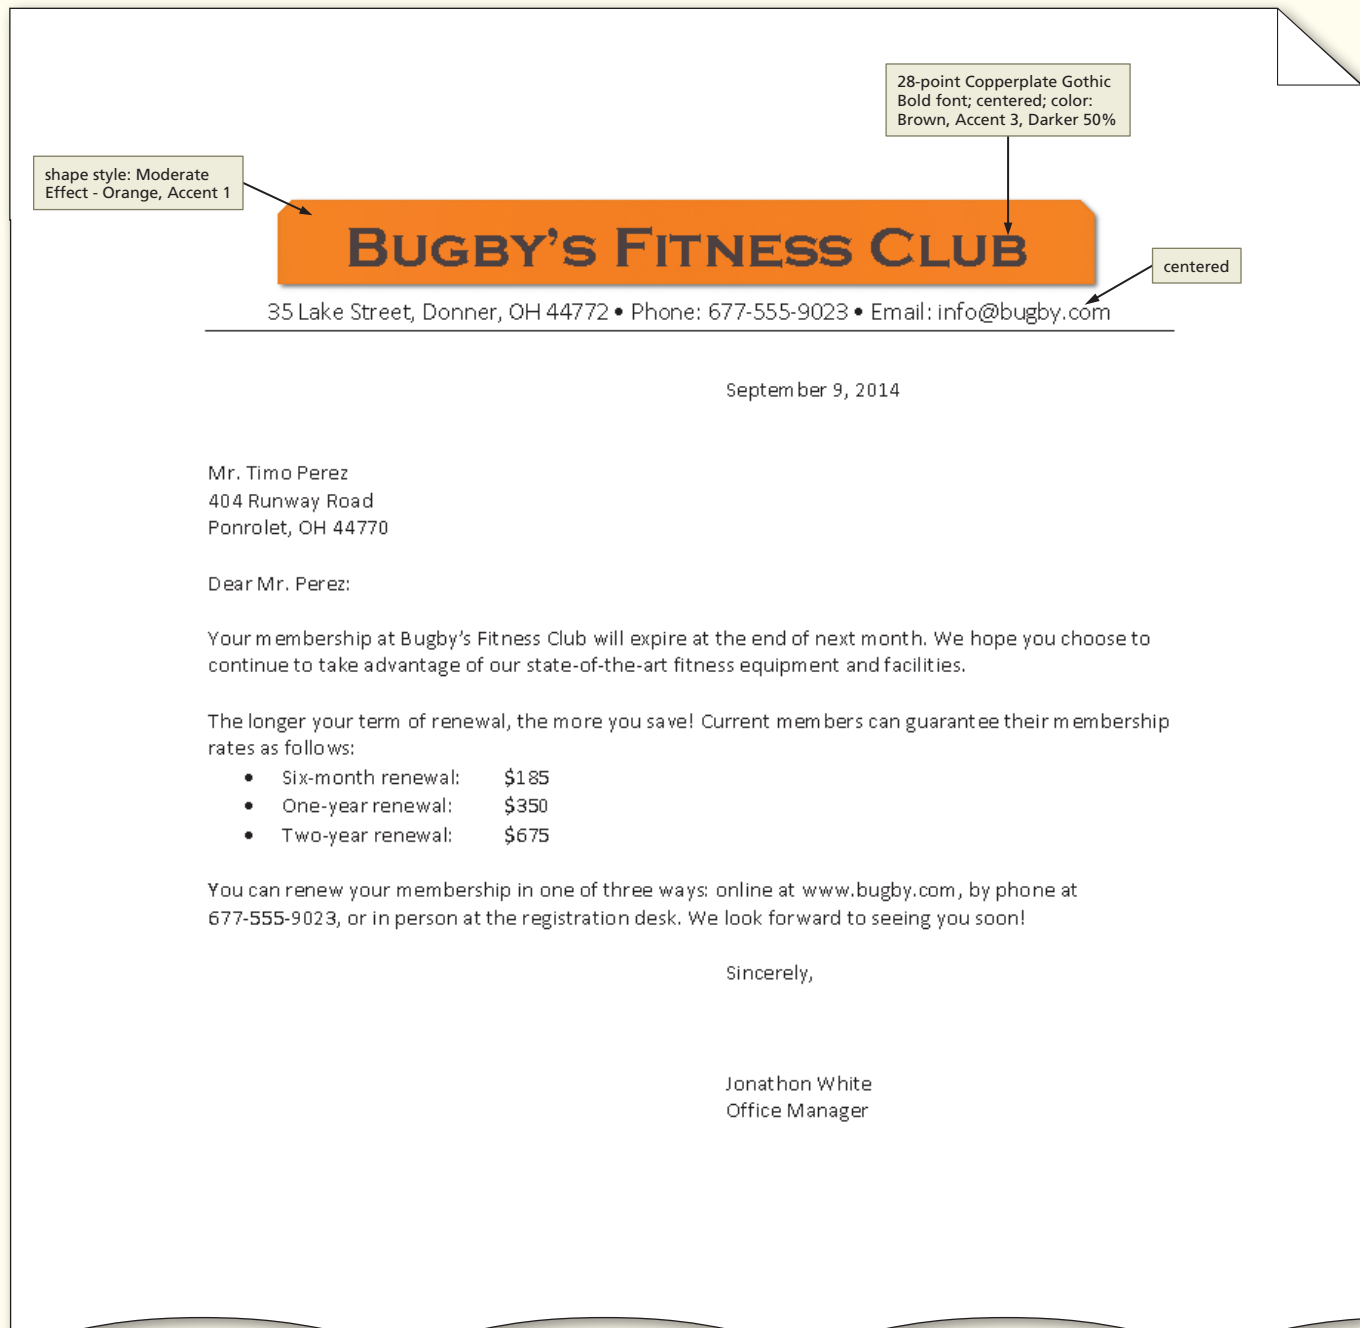 28-point Copperplate Gothic
Bold font; centered; color:
Brown, Accent 3, Darker 50%
shape style: Moderate
Effect - Orange, Accent 1
BUGBY'S FITNESS CLUB
centered
35 Lake Street, Donner, OH 44772 • Phone: 677-555-9023 • Email: info@bugby.com
September 9, 2014
Mr. Timo Perez
404 Runway Road
Ponrolet, OH 44770
Dear Mr. Perez:
Your membership at Bugby's Fitness Club will expire at the end of next month. We hope you choose to
continue to take advantage of our state-of-the-art fitness equipment and facilities.
The longer your term of renewal, the more you save! Current members can guarantee their membership
rates as follows:
• Six-month renewal: $185
• One-year renewal: $350
• Two-year renewal: $675
You can renew your membership in one of three ways: online at www.bugby.com, by phone at
677-555-9023, or in person at the registration desk. We look forward to seeing you soon!
Sincerely,
Jonathon White
Office Manager